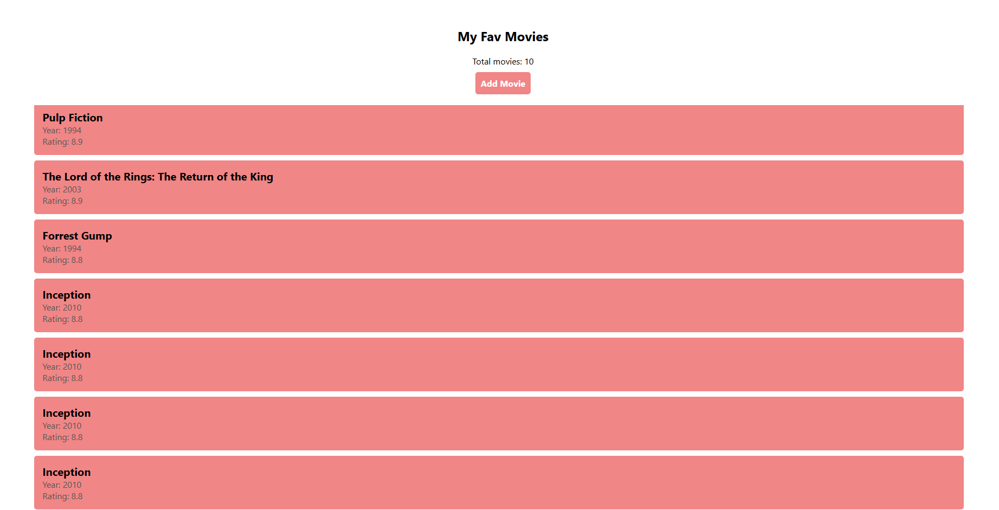 My Fav Movies
Total movies: 10
Add Movie
Pulp Fiction
Year: 1994
Rating: 8.9
The Lord of the Rings: The Return of the King
Year: 2003
Rating: 8.9
Forrest Gump
Year: 1994
Rating: 8.8
Inception
Year: 2010
Rating: 8.8
Inception
Year: 2010
Rating: 8.8
Inception
Year: 2010
Rating: 8.8
Inception
Year: 2010
Rating: 8.8